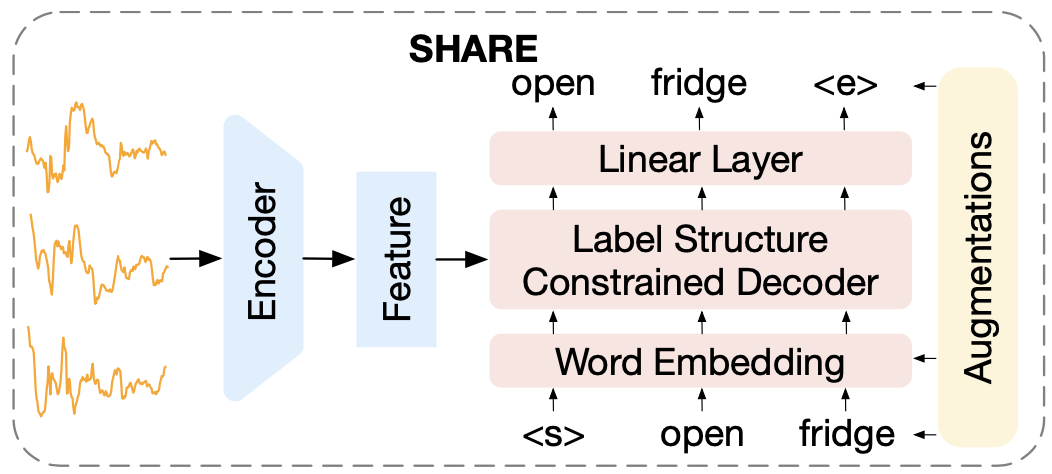 SHARE
open fridge <e>
Linear Layer
Label Structure
Constrained Decoder
Word Embedding
<s> open fridge
Encoder
Feature
Augmentations